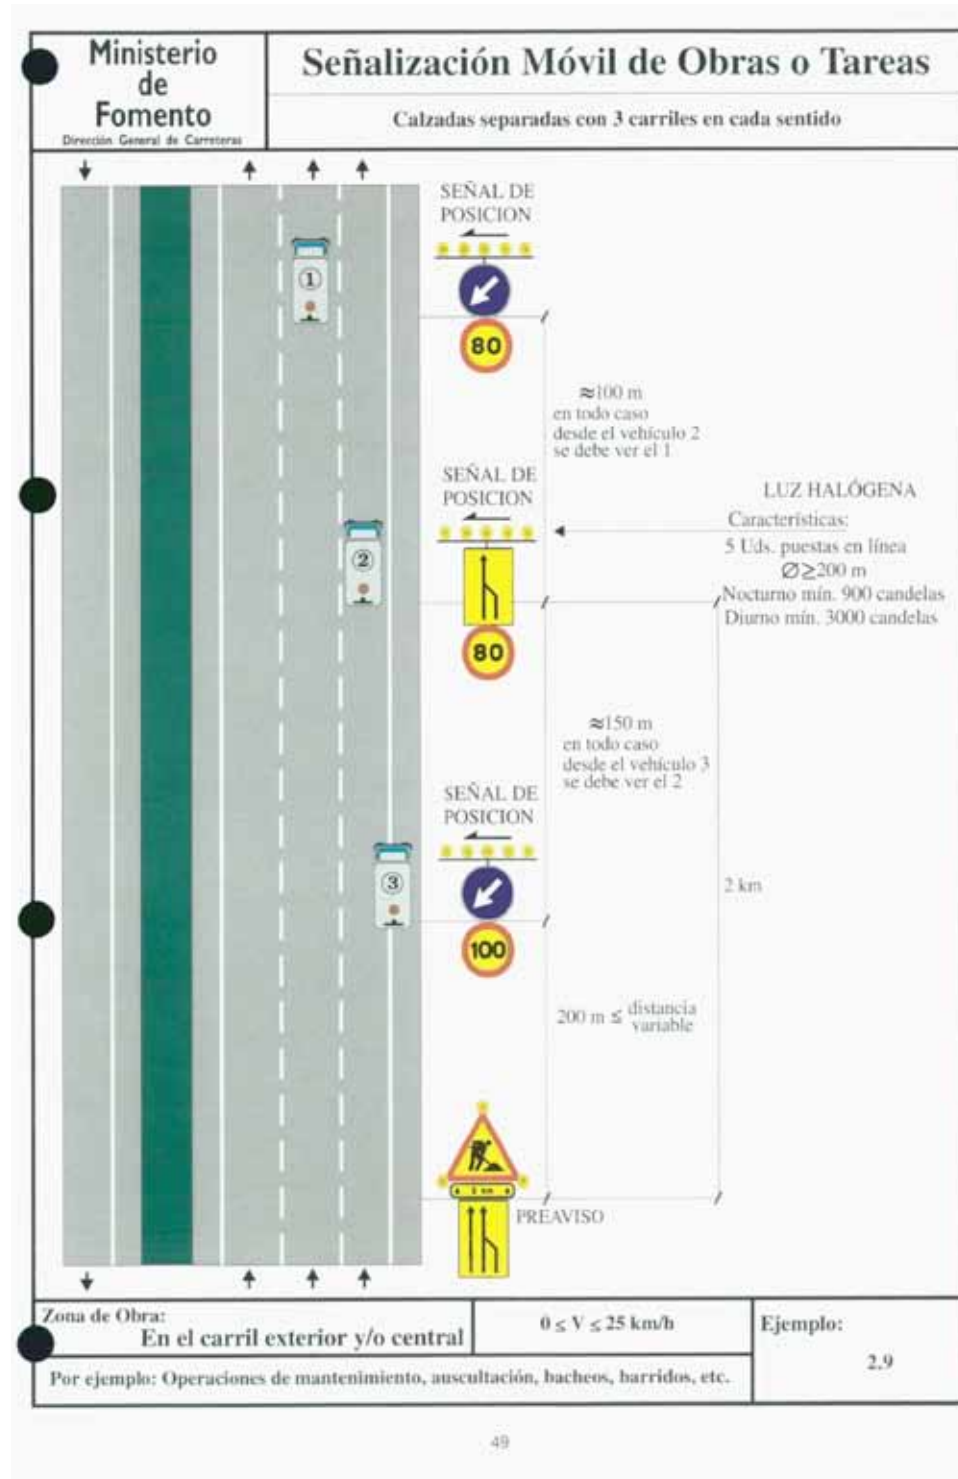 Ministerio
de
Fomento
Dirección General de Carreteras
Señalización Móvil de Obras o Tareas
Calzadas separadas con 3 carriles en cada sentido
SEÑAL DE
POSICION
1
80
≈100 m
en todo caso
desde el vehículo 2
se debe ver el 1
SEÑAL DE
POSICION
2
80
LUZ HALÓGENA
Características:
5 Uds. puestas en línea
Ø≥200 m
Nocturno mín. 900 candelas
Diurno mín. 3000 candelas
≈150 m
en todo caso
desde el vehículo 3
se debe ver el 2
SEÑAL DE
POSICION
3
100
2 km
200 m ≤ distancia
variable
PREAVISO
Zona de Obra:
En el carril exterior y/o central
0 ≤ V ≤ 25 km/h
Ejemplo:
2.9
Por ejemplo: Operaciones de mantenimiento, auscultación, bacheos, barridos, etc.
49